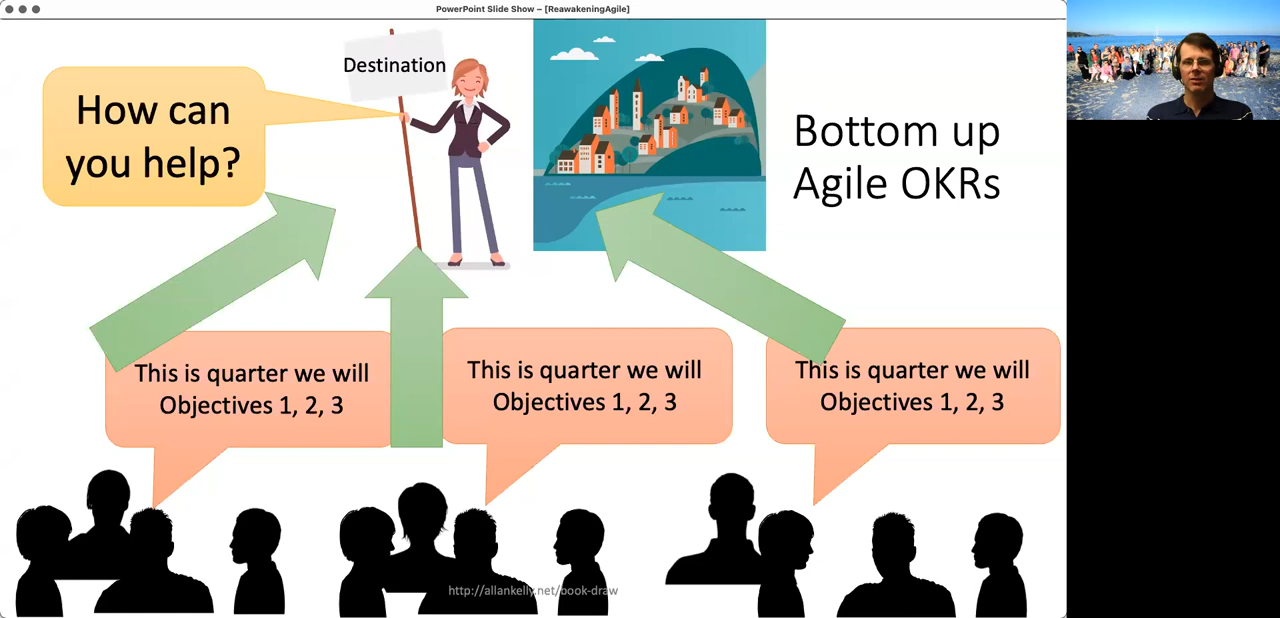 PowerPoint Slide Show – [ReawakeningAgile]
Destination
How can
you help?
Bottom up
Agile OKRs
This is quarter we will
Objectives 1, 2, 3
This is quarter we will
Objectives 1, 2, 3
This is quarter we will
Objectives 1, 2, 3
http://allankelly.net/book-draw